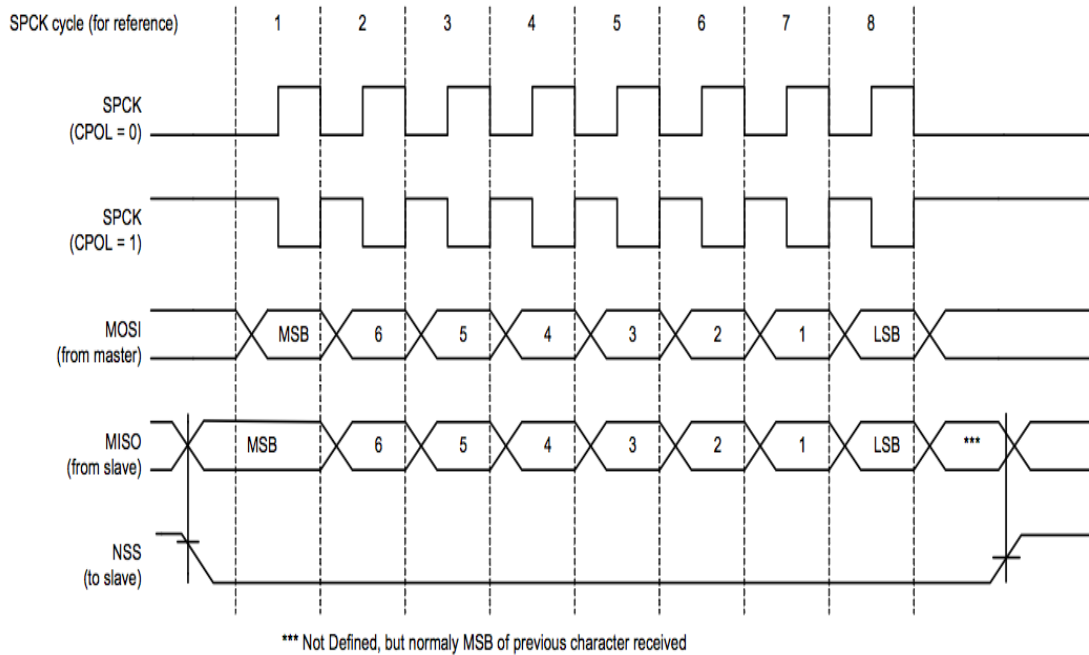 SPCK cycle (for reference) 1 2 3 4 5 6 7 8
SPCK
(CPOL = 0)
SPCK
(CPOL = 1)
MOSI
(from master)
MSB 6 5 4 3 2 1 LSB
MISO
(from slave)
MSB 6 5 4 3 2 1 LSB ***
NSS
(to slave)
*** Not Defined, but normaly MSB of previous character received